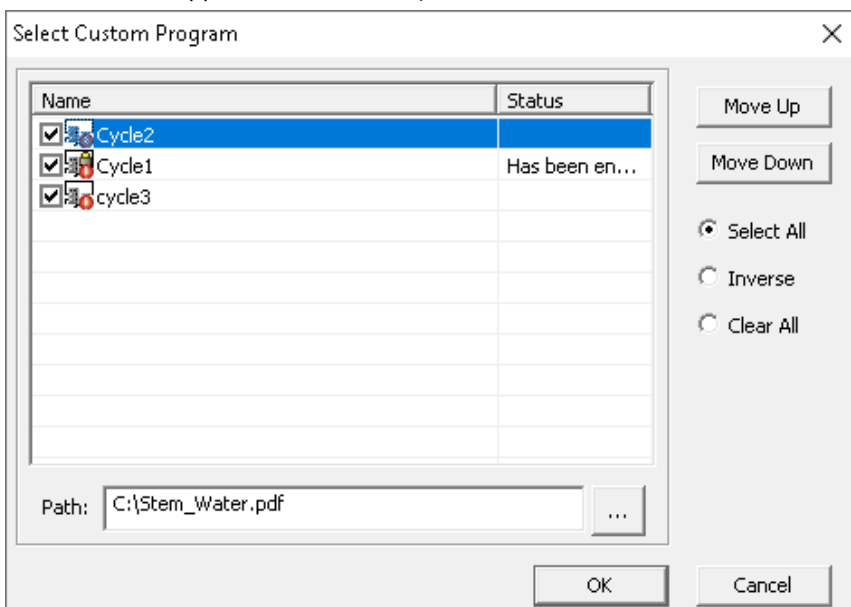 Select Custom Program
Name Status
Cycle2
Cycle1 Has been en...
cycle3
Path: C:\Stem_Water.pdf ...
Move Up
Move Down
Select All
Inverse
Clear All
OK Cancel